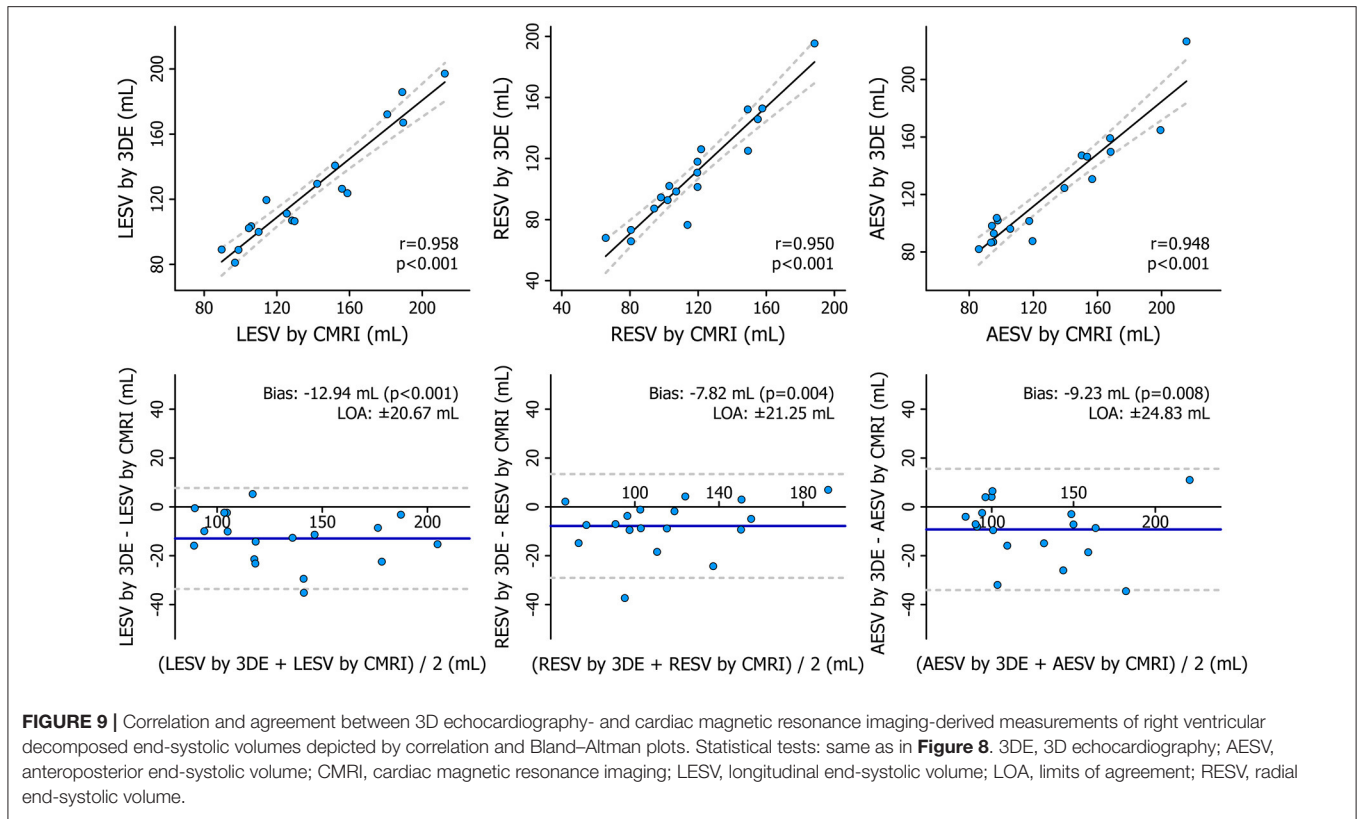 LESV by 3DE (mL)
200
160
120
80
r=0.958
p<0.001
80
120
160
200
LESV by CMRI (mL)
RESV by 3DE (mL)
200
160
120
80
40
r=0.950
p<0.001
40
80
120
160
200
RESV by CMRI (mL)
AESV by 3DE (mL)
200
160
120
80
r=0.948
p<0.001
80
120
160
200
AESV by CMRI (mL)
LESV by 3DE - LESV by CMRI (mL)
40
20
0
-20
-40
Bias: -12.94 mL (p<0.001)
LOA: ±20.67 mL
100
150
200
(LESV by 3DE + LESV by CMRI) / 2 (mL)
RESV by 3DE - RESV by CMRI (mL)
40
20
0
-20
-40
Bias: -7.82 mL (p=0.004)
LOA: ±21.25 mL
100
140
180
(RESV by 3DE + RESV by CMRI) / 2 (mL)
AESV by 3DE - AESV by CMRI (mL)
40
20
0
-20
-40
Bias: -9.23 mL (p=0.008)
LOA: ±24.83 mL
100
150
200
(AESV by 3DE + AESV by CMRI) / 2 (mL)
FIGURE 9 | Correlation and agreement between 3D echocardiography- and cardiac magnetic resonance imaging-derived measurements of right ventricular
decomposed end-systolic volumes depicted by correlation and Bland–Altman plots. Statistical tests: same as in Figure 8. 3DE, 3D echocardiography; AESV,
anteroposterior end-systolic volume; CMRI, cardiac magnetic resonance imaging; LESV, longitudinal end-systolic volume; LOA, limits of agreement; RESV, radial
end-systolic volume.